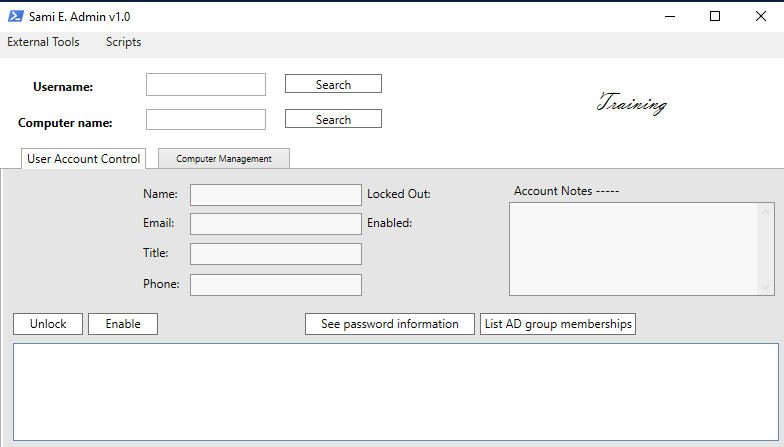 Sami E. Admin v1.0
External Tools Scripts
Username: Search
Training
Computer name: Search
User Account Control Computer Management
Name: Locked Out: Account Notes -----
Email: Enabled:
Title:
Phone:
Unlock Enable See password information List AD group memberships